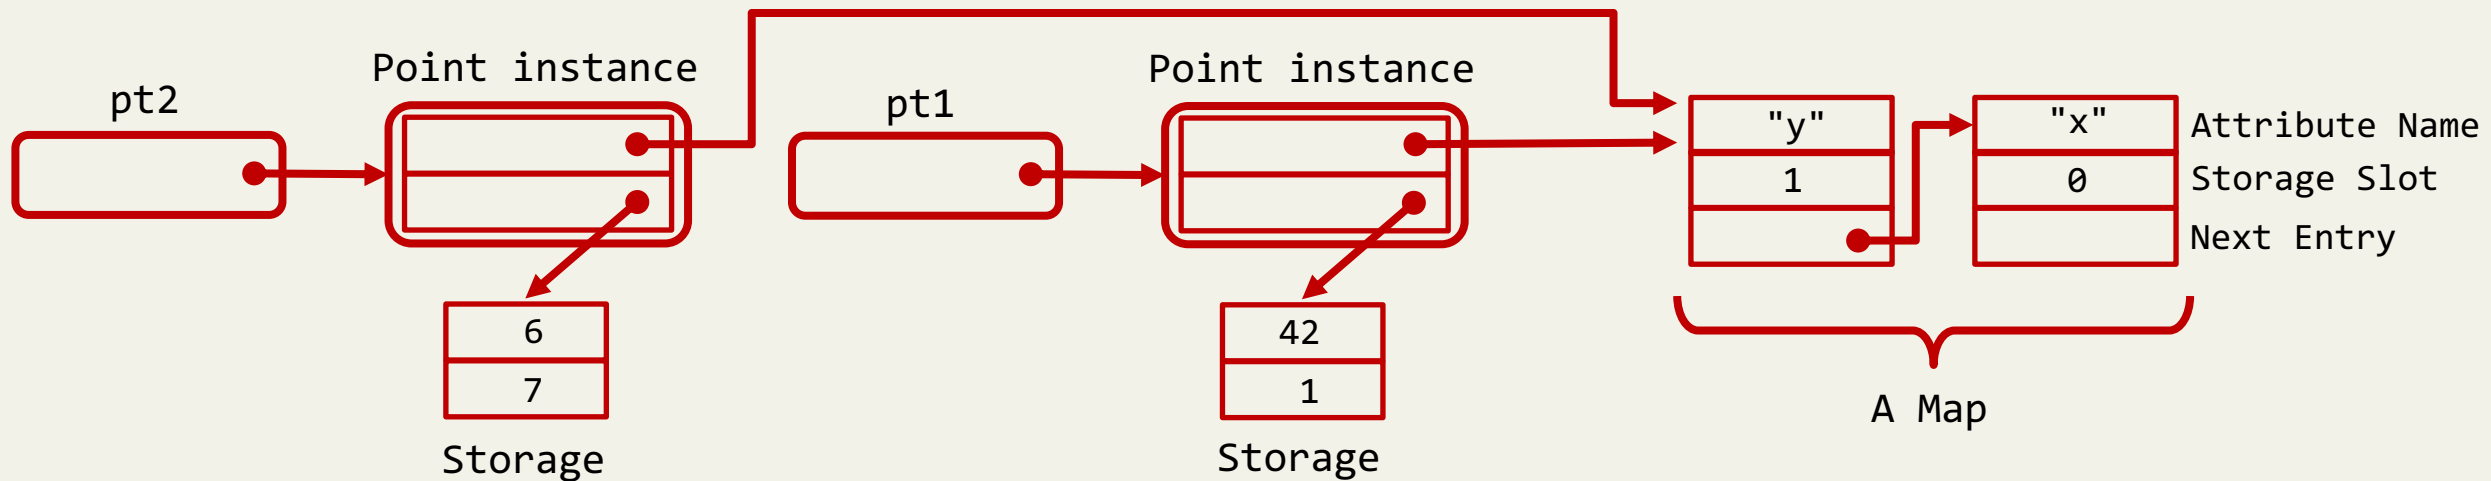 pt2
Point instance
6
7
Storage
pt1
Point instance
42
1
Storage
"y"
1
"x"
0
Attribute Name
Storage Slot
Next Entry
A Map